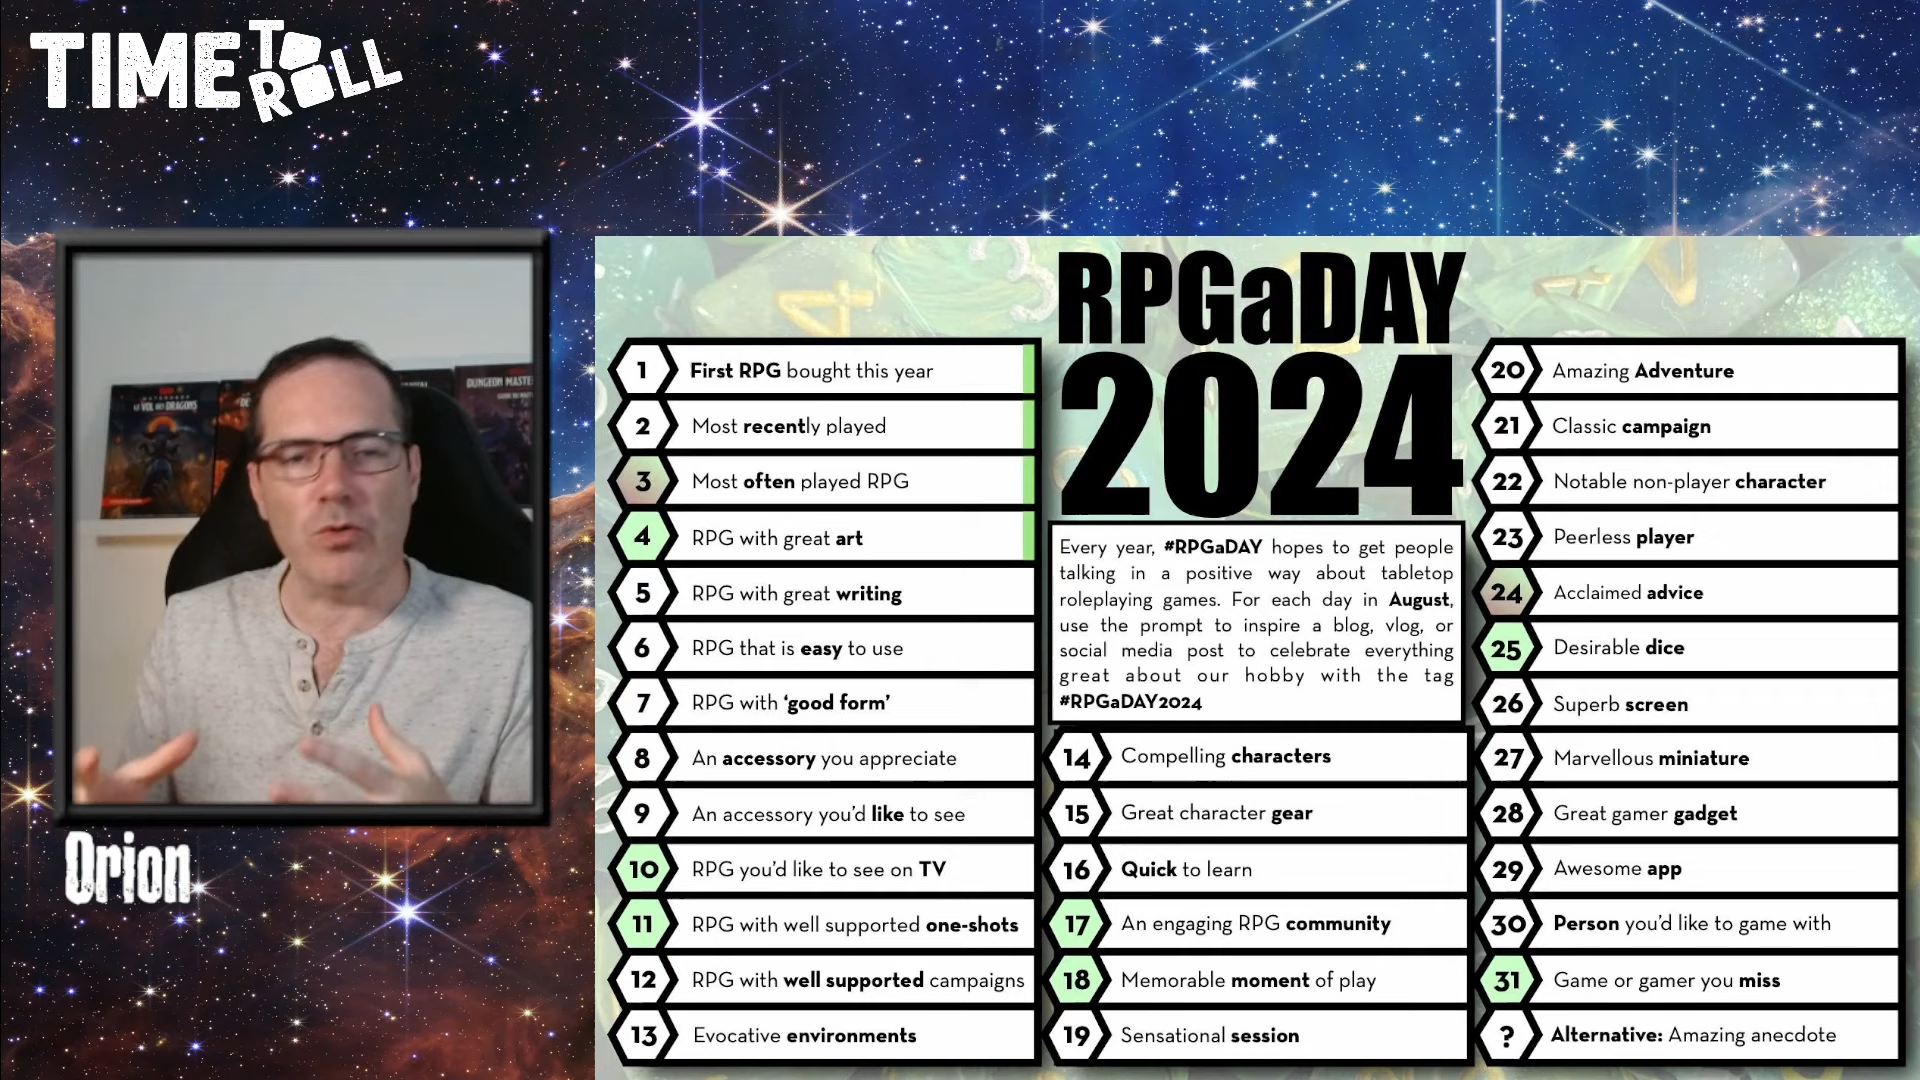 TIME TO ROLL
LE VOL DES DRAGONS
DUNGEON MASTE
Orion
RPGaDAY
2024
Every year, #RPGaDAY hopes to get people
talking in a positive way about tabletop
roleplaying games. For each day in August,
use the prompt to inspire a blog, vlog, or
social media post to celebrate everything
great about our hobby with the tag
#RPGaDAY2024
1 First RPG bought this year
2 Most recently played
3 Most often played RPG
4 RPG with great art
5 RPG with great writing
6 RPG that is easy to use
7 RPG with ‘good form’
8 An accessory you appreciate
9 An accessory you’d like to see
10 RPG you’d like to see on TV
11 RPG with well supported one-shots
12 RPG with well supported campaigns
13 Evocative environments
14 Compelling characters
15 Great character gear
16 Quick to learn
17 An engaging RPG community
18 Memorable moment of play
19 Sensational session
20 Amazing Adventure
21 Classic campaign
22 Notable non-player character
23 Peerless player
24 Acclaimed advice
25 Desirable dice
26 Superb screen
27 Marvellous miniature
28 Great gamer gadget
29 Awesome app
30 Person you’d like to game with
31 Game or gamer you miss
? Alternative: Amazing anecdote